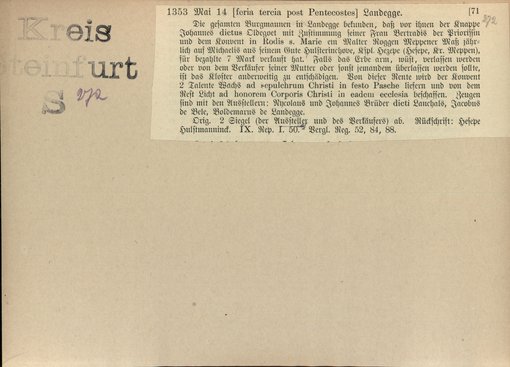 Kreis
Steinfurt
S 272
1353 Mai 14 [feria tercia post Pentecostes] Landegge. [71
272
Die gesamten Burgmannen in Landegge bekunden, daß vor ihnen der Knappe
Johannes dictus Oldegoet mit Zustimmung seiner Frau Bertradis der Priorissin
und dem Konvent in Rodis s. Marie ein Malter Roggen Meppener Maß jähr-
lich auf Michaelis aus seinem Gute Hulsserinchove, Kspl. Hezepe (Hesepe, Kr. Meppen),
für bezahlte 7 Mark verkauft hat. Falls das Erbe arm, wüst, verlassen werden
oder von dem Verkäufer seiner Mutter oder sonst jemandem überlassen werden sollte,
ist das Kloster anderweitig zu entschädigen. Von dieser Rente wird der Konvent
2 Talente Wachs ad sepulchrum Christi in festo Pasche liefern und von dem
Rest Licht ad honorem Corporis Christi in eadem ecclesia beschaffen. Zeugen
sind mit den Ausstellern: Nycolaus und Johannes Brüder dicti Lanchals, Jacobus
de Bele, Boldewarus de Landegge.
Orig. 2 Siegel (der Aussteller und des Verkäufers) ab. Rückschrift: Hesepe
Hulstmanninck. IX. Rep. I. 50. Vergl. Reg. 52, 84, 88.